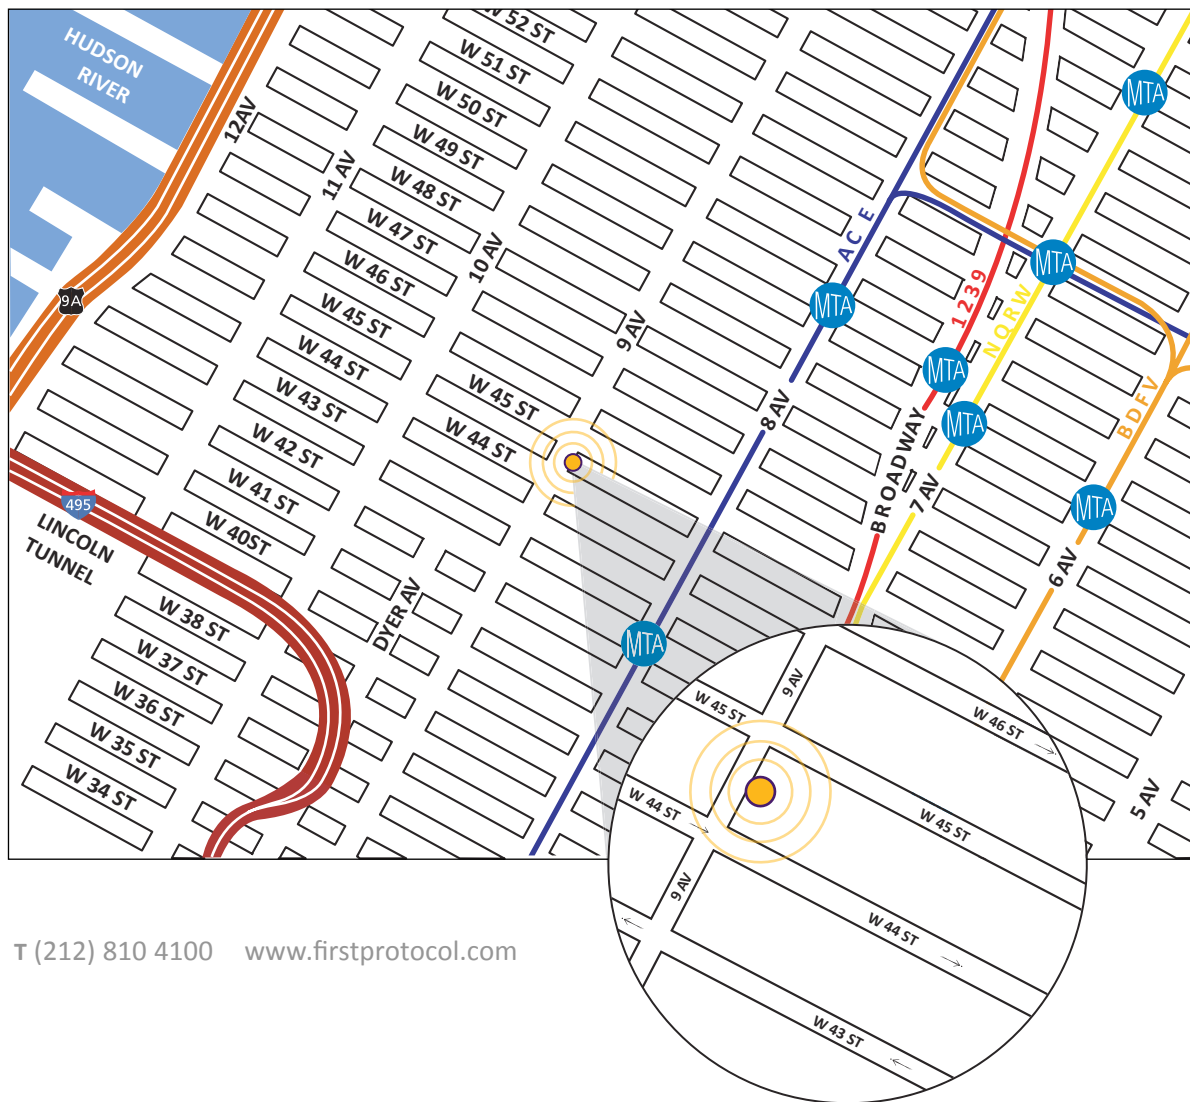 HUDSON
RIVER
W 52 ST
W 51 ST
W 50 ST
W 49 ST
W 48 ST
W 47 ST
W 46 ST
W 45 ST
W 44 ST
W 43 ST
W 42 ST
W 41 ST
W 40ST
W 38 ST
W 37 ST
W 36 ST
W 35 ST
W 34 ST
12AV
11 AV
10 AV
9 AV
8 AV
A C E
1 2 3 9
N Q R W
B D F V
BROADWAY
7 AV
6 AV
5 AV
W 45 ST
W 44 ST
DYER AV
9A
495
LINCOLN
TUNNEL
MTA
MTA
MTA
MTA
MTA
MTA
MTA
9 AV
W 45 ST
W 46 ST
W 44 ST
W 45 ST
9 AV
W 44 ST
W 43 ST
T (212) 810 4100 www.firstprotocol.com